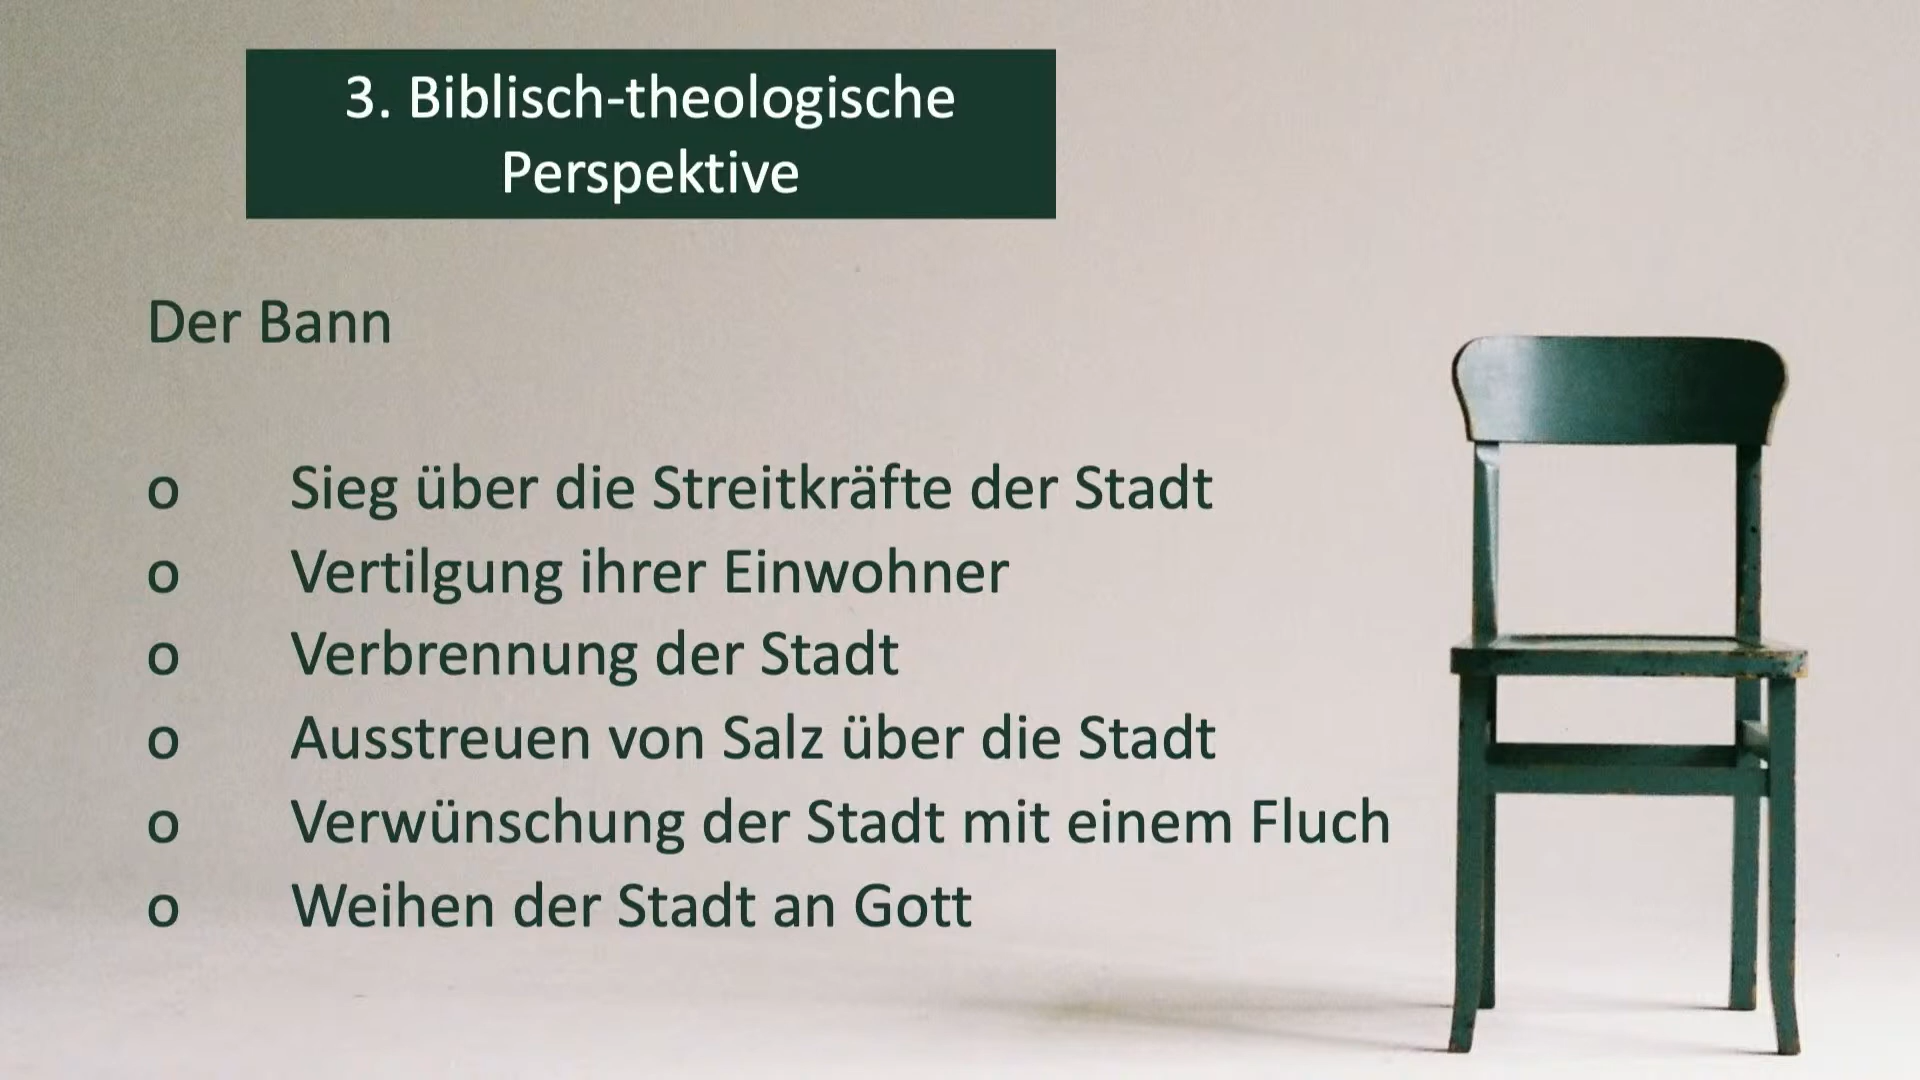 3. Biblisch-theologische
Perspektive
Der Bann
o Sieg über die Streitkräfte der Stadt
o Vertilgung ihrer Einwohner
o Verbrennung der Stadt
o Ausstreuen von Salz über die Stadt
o Verwünschung der Stadt mit einem Fluch
o Weihen der Stadt an Gott